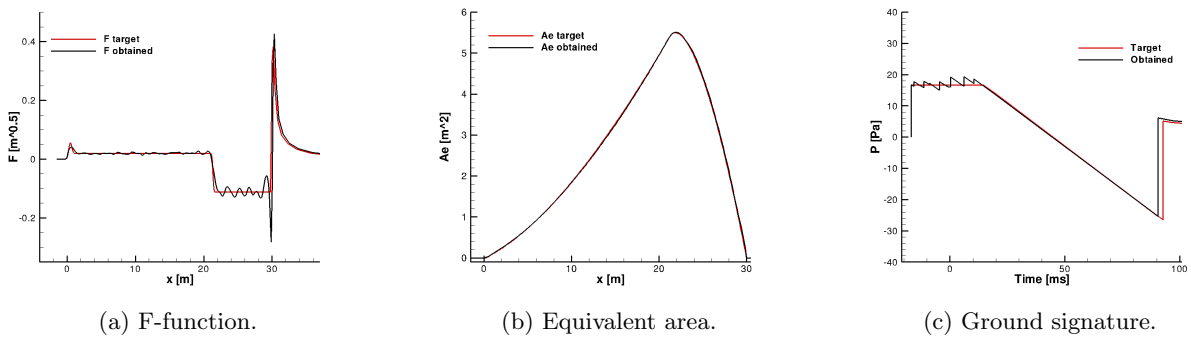 F target
F obtained
F [m^0.5]
0.4
0.2
0
-0.2
0
10
20
30
x [m]
(a) F-function.
Ae target
Ae obtained
Ae [m^2]
6
5
4
3
2
1
0
0
10
20
30
x [m]
(b) Equivalent area.
Target
Obtained
P [Pa]
40
30
20
10
0
-10
-20
-30
-40
0
50
100
Time [ms]
(c) Ground signature.